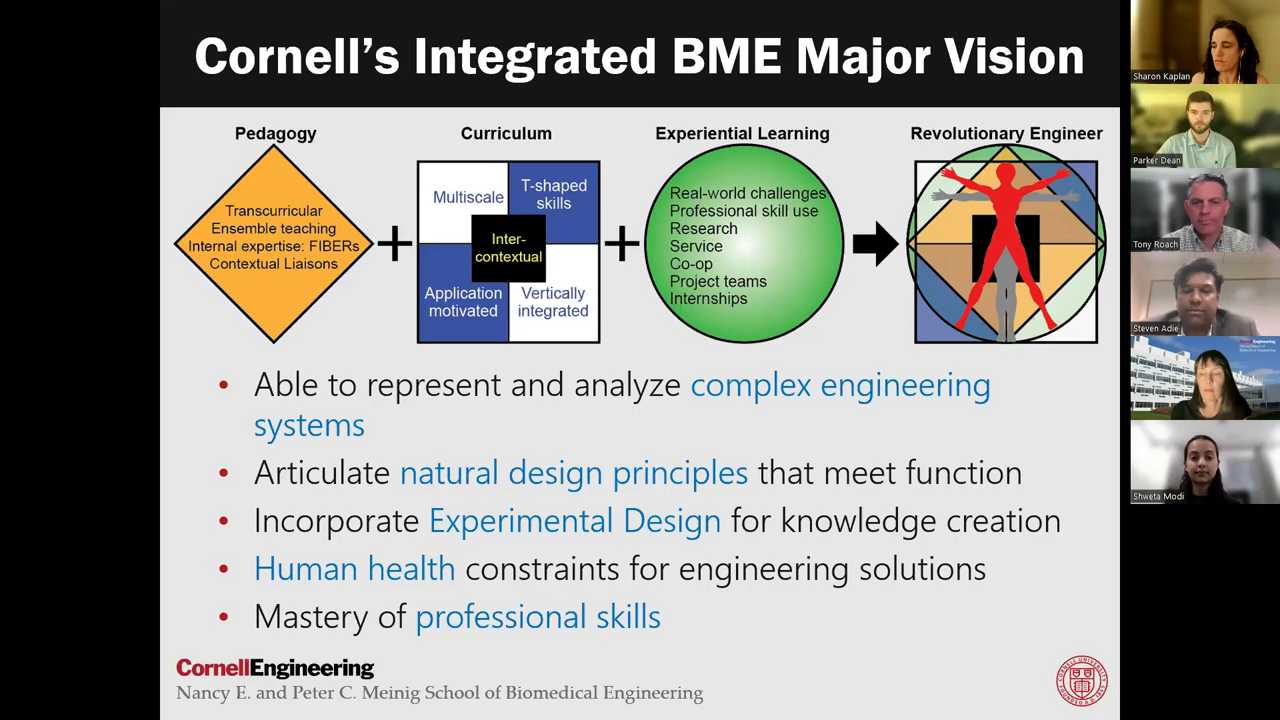 Cornell's Integrated BME Major Vision
Pedagogy
Transcurricular
Ensemble teaching
Internal expertise: FIBERs
Contextual Liaisons
+
Curriculum
Multiscale
T-shaped
skills
Inter-
contextual
Application
motivated
Vertically
integrated
+
Experiential Learning
Real-world challenges
Professional skill use
Research
Service
Co-op
Project teams
Internships
Revolutionary Engineer
• Able to represent and analyze complex engineering
systems
• Articulate natural design principles that meet function
• Incorporate Experimental Design for knowledge creation
• Human health constraints for engineering solutions
• Mastery of professional skills
CornellEngineering
Nancy E. and Peter C. Meinig School of Biomedical Engineering
Sharon Kaplan
Parker Dean
Tony Roach
Steven Adie
CornellEngineering
Shweta Modi